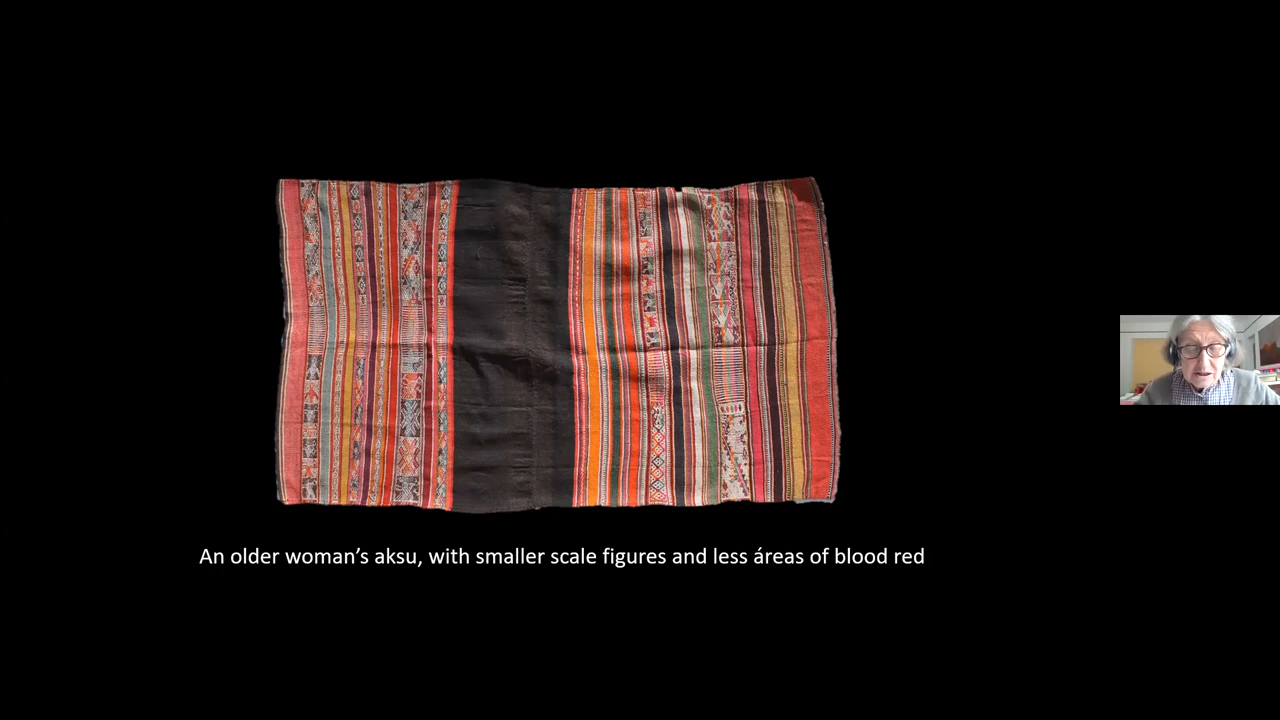 An older woman’s aksu, with smaller scale figures and less áreas of blood red